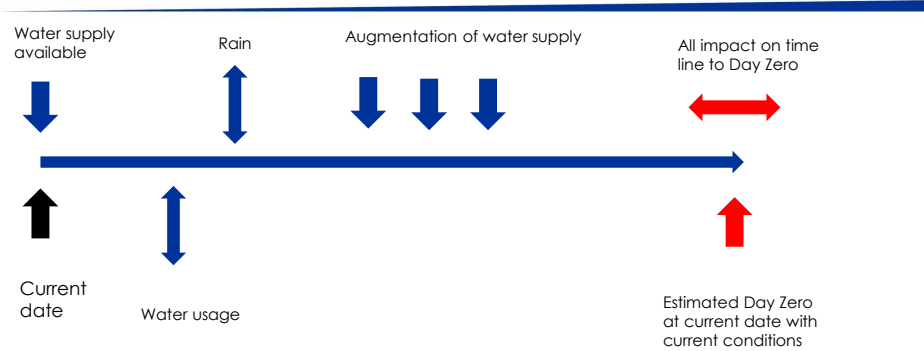 Water supply
available
Rain
Augmentation of water supply
All impact on time
line to Day Zero
Current
date
Water usage
Estimated Day Zero
at current date with
current conditions